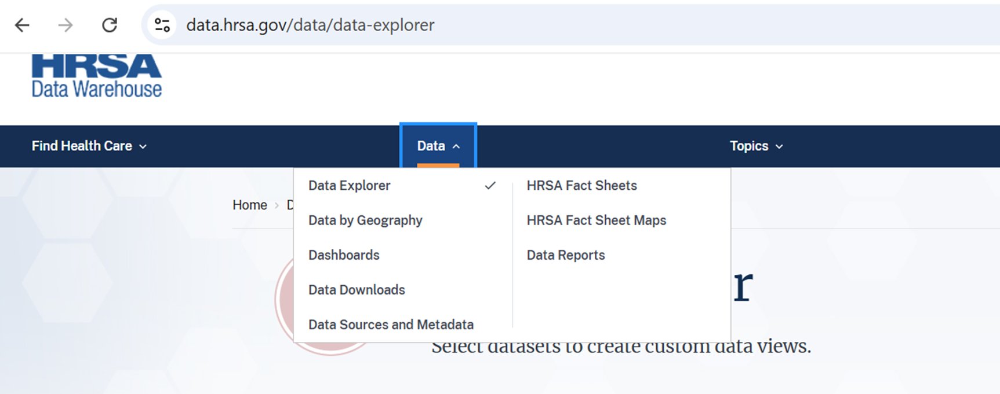 data.hrsa.gov/data/data-explorer
HRSA
Data Warehouse
Find Health Care
Data
Topics
Home
D
Data Explorer
Data by Geography
Dashboards
Data Downloads
Data Sources and Metadata
HRSA Fact Sheets
HRSA Fact Sheet Maps
Data Reports
r
Select datasets to create custom data views.